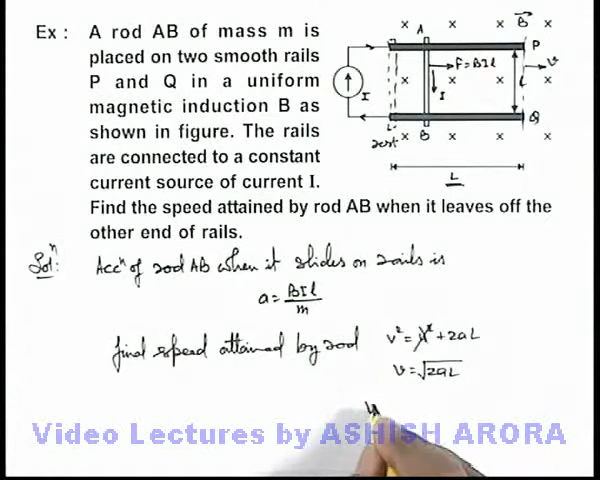 Ex : A rod AB of mass m is
placed on two smooth rails
P and Q in a uniform
magnetic induction B as
shown in figure. The rails
are connected to a constant
current source of current I.
Find the speed attained by rod AB when it leaves off the
other end of rails.
A
B⃗
P
F=BIl
v
I
I
l
B
Q
rest
L
Solⁿ: Accⁿ of rod AB when it slides on rails is
a = BIl/m
final speed attained by rod v² = u² + 2aL
v = √2aL
Video Lectures by ASHISH ARORA